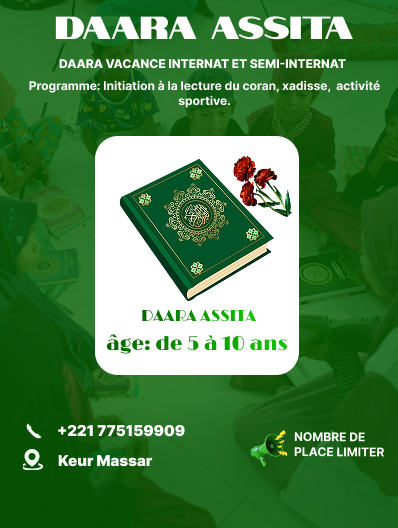 DAARA ASSITA
DAARA VACANCE INTERNAT ET SEMI-INTERNAT
Programme: Initiation à la lecture du coran, xadisse, activité
sportive.
DAARA ASSITA
âge: de 5 à 10 ans
+221 775159909
Keur Massar
NOMBRE DE
PLACE LIMITER